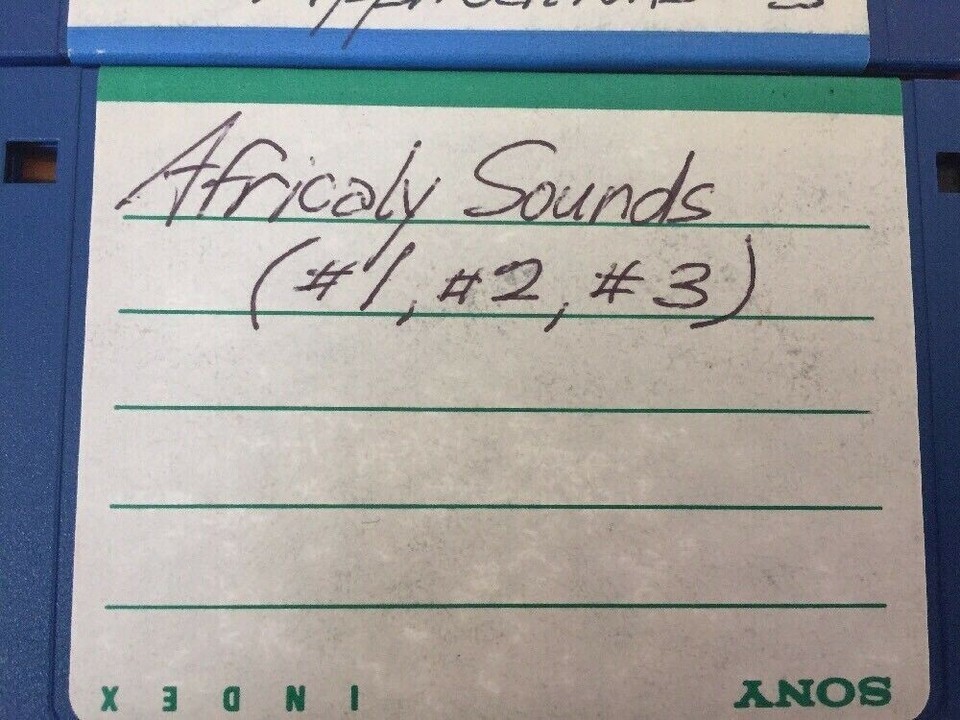 Africaly Sounds
(#1, #2, #3)
SONY
INDEX